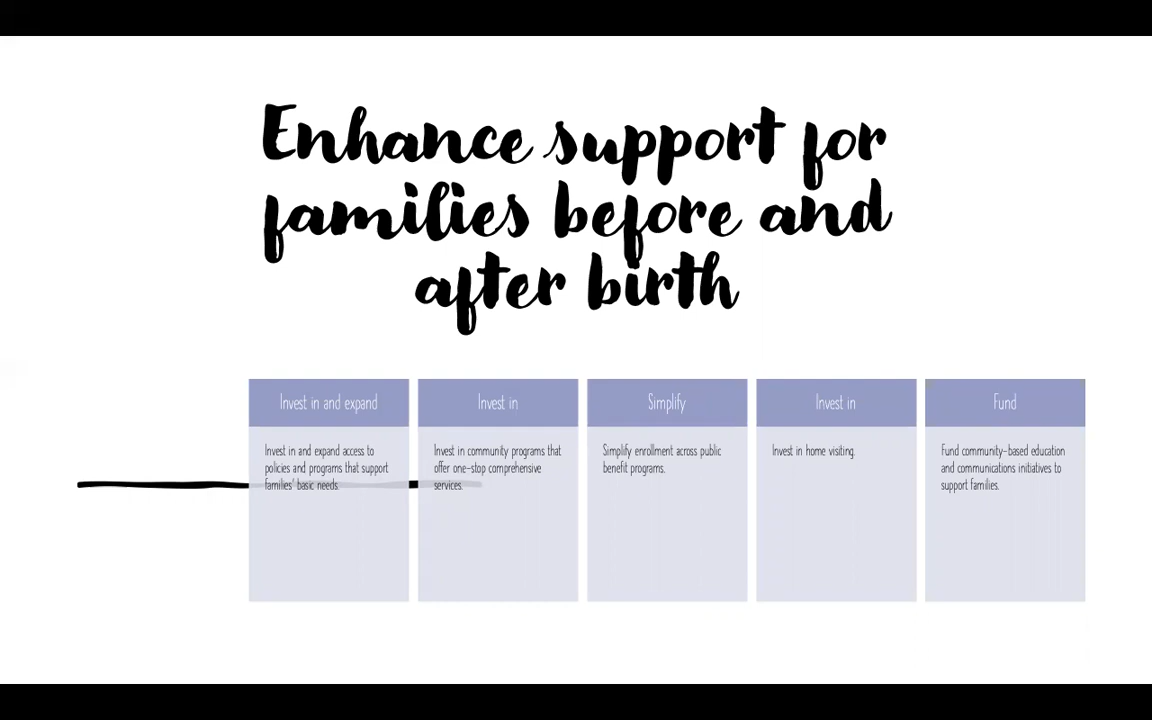 Enhance support for
families before and
after birth
Invest in and expand
Invest in and expand access to
policies and programs that support
families' basic needs.
Invest in
Invest in community programs that
offer one-stop comprehensive
services.
Simplify
Simplify enrollment across public
benefit programs.
Invest in
Invest in home visiting.
Fund
Fund community-based education
and communications initiatives to
support families.